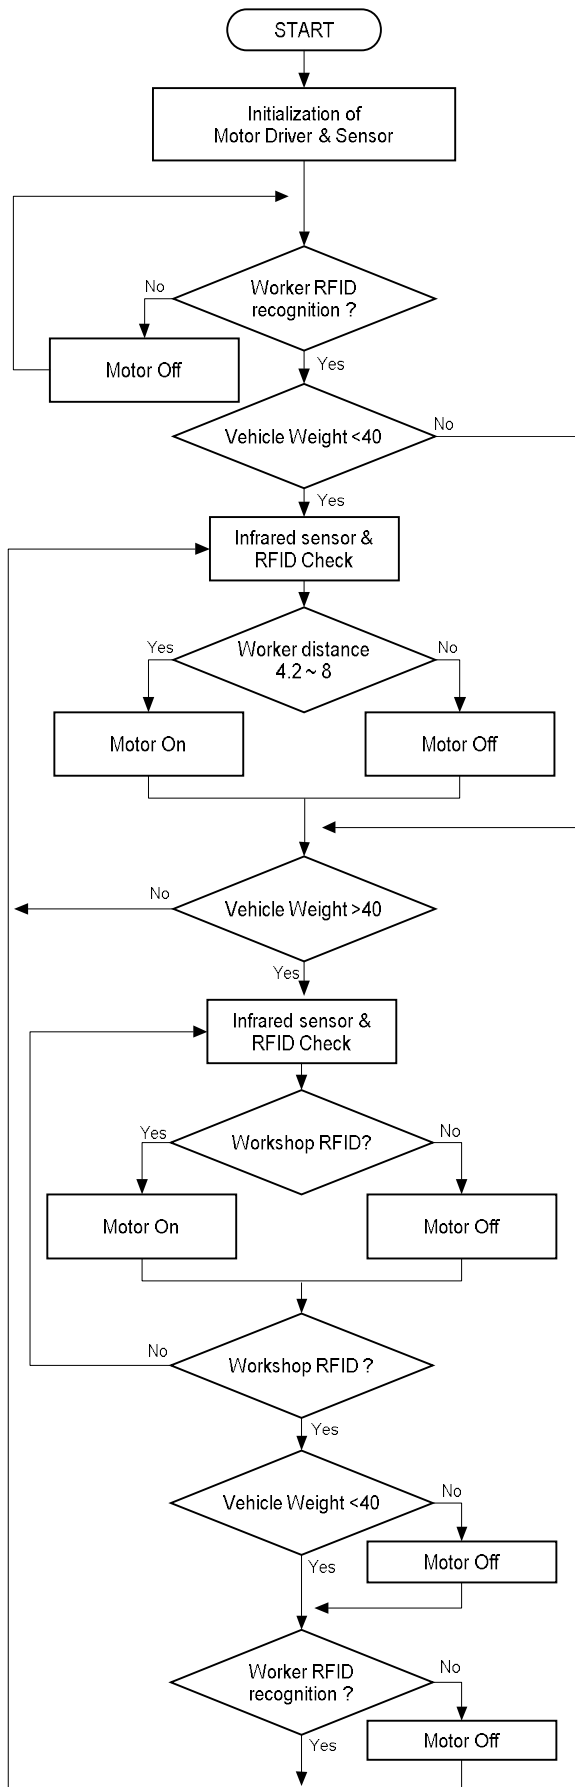 START
Initialization of
Motor Driver & Sensor
Worker RFID
recognition ?
No
Motor Off
Yes
Vehicle Weight <40
No
Yes
Infrared sensor &
RFID Check
Worker distance
4.2 ~ 8
Yes
No
Motor On
Motor Off
Vehicle Weight >40
No
Yes
Infrared sensor &
RFID Check
Workshop RFID?
Yes
No
Motor On
Motor Off
Workshop RFID ?
No
Yes
Vehicle Weight <40
No
Motor Off
Yes
Worker RFID
recognition ?
No
Motor Off
Yes